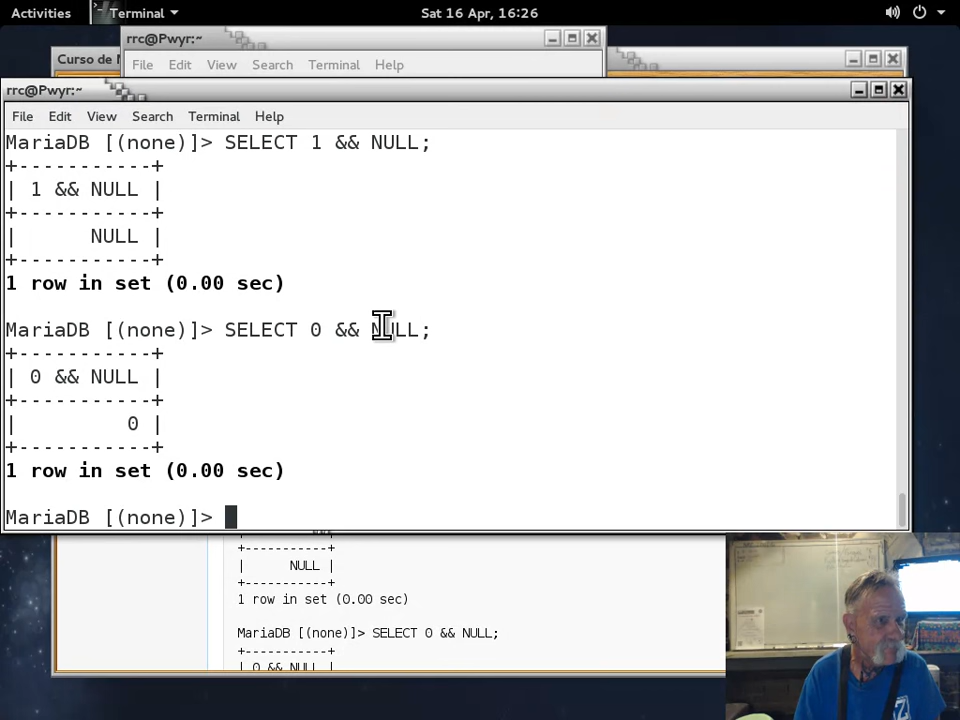 Activities Terminal Sat 16 Apr, 16:26
rrc@Pwyr:~
File Edit View Search Terminal Help
Curso de
rrc@Pwyr:~
File Edit View Search Terminal Help
MariaDB [(none)]> SELECT 1 && NULL;
+-----------+
| 1 && NULL |
+-----------+
|      NULL |
+-----------+
1 row in set (0.00 sec)
MariaDB [(none)]> SELECT 0 && NULL;
+-----------+
| 0 && NULL |
+-----------+
|         0 |
+-----------+
1 row in set (0.00 sec)
MariaDB [(none)]>
+-----------+
|      NULL |
+-----------+
1 row in set (0.00 sec)
MariaDB [(none)]> SELECT 0 && NULL;
+-----------+
| 0 && NULL |